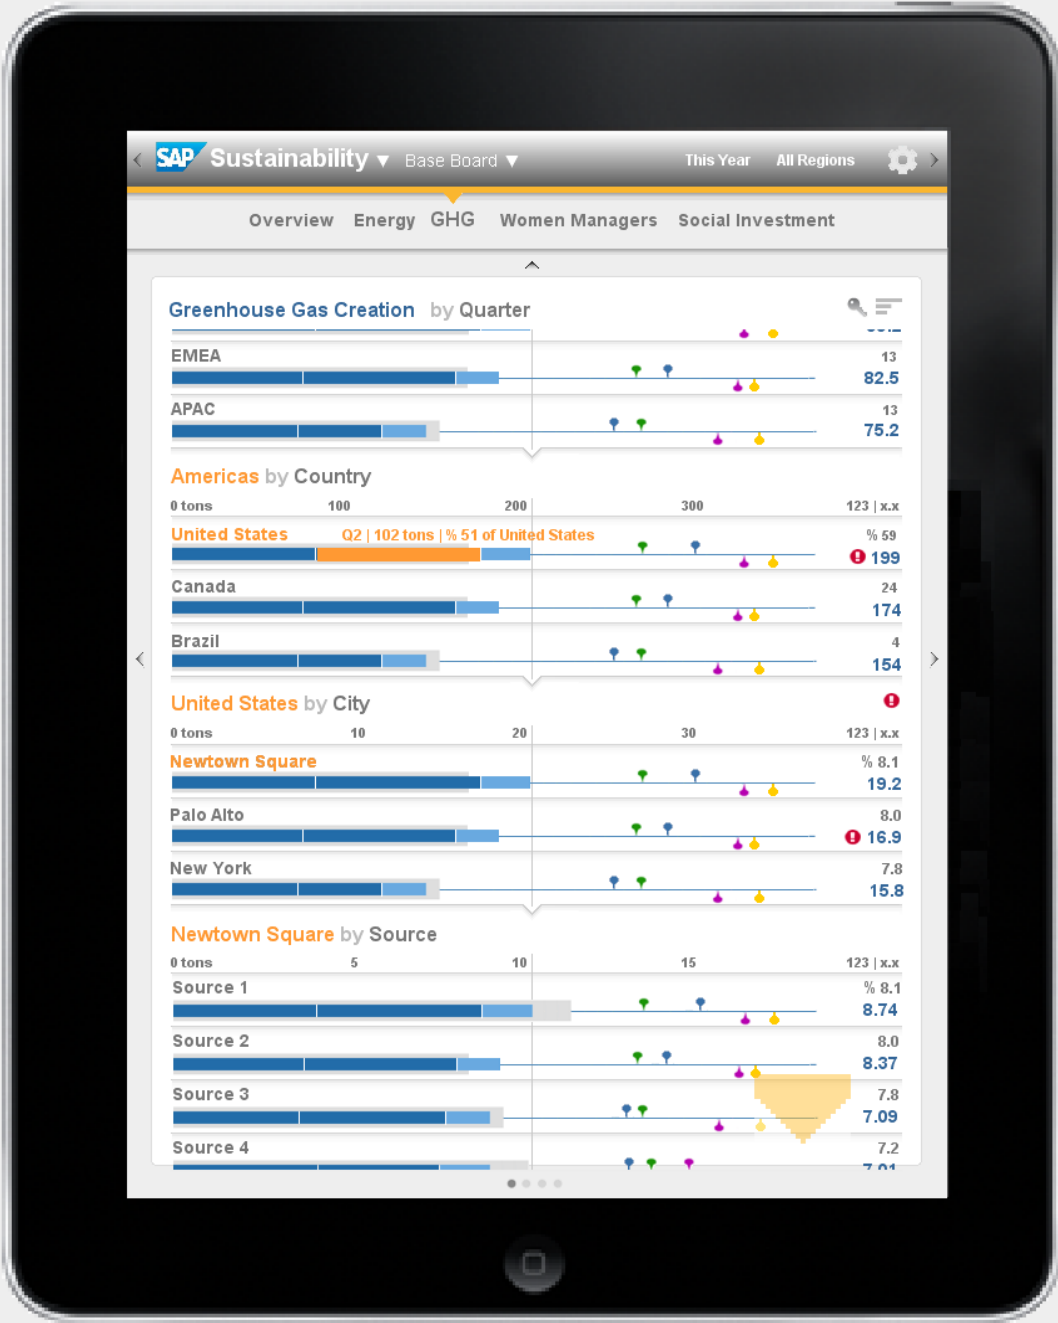 SAP Sustainability ▼ Base Board ▼ This Year All Regions
Overview Energy GHG Women Managers Social Investment
Greenhouse Gas Creation by Quarter
EMEA 13
82.5
APAC 13
75.2
Americas by Country
0 tons 100 200 300 123 | x.x
United States Q2 | 102 tons | % 51 of United States % 59
199
Canada 24
174
Brazil 4
154
United States by City
0 tons 10 20 30 123 | x.x
Newtown Square % 8.1
19.2
Palo Alto 8.0
16.9
New York 7.8
15.8
Newtown Square by Source
0 tons 5 10 15 123 | x.x
Source 1 % 8.1
8.74
Source 2 8.0
8.37
Source 3 7.8
7.09
Source 4 7.2